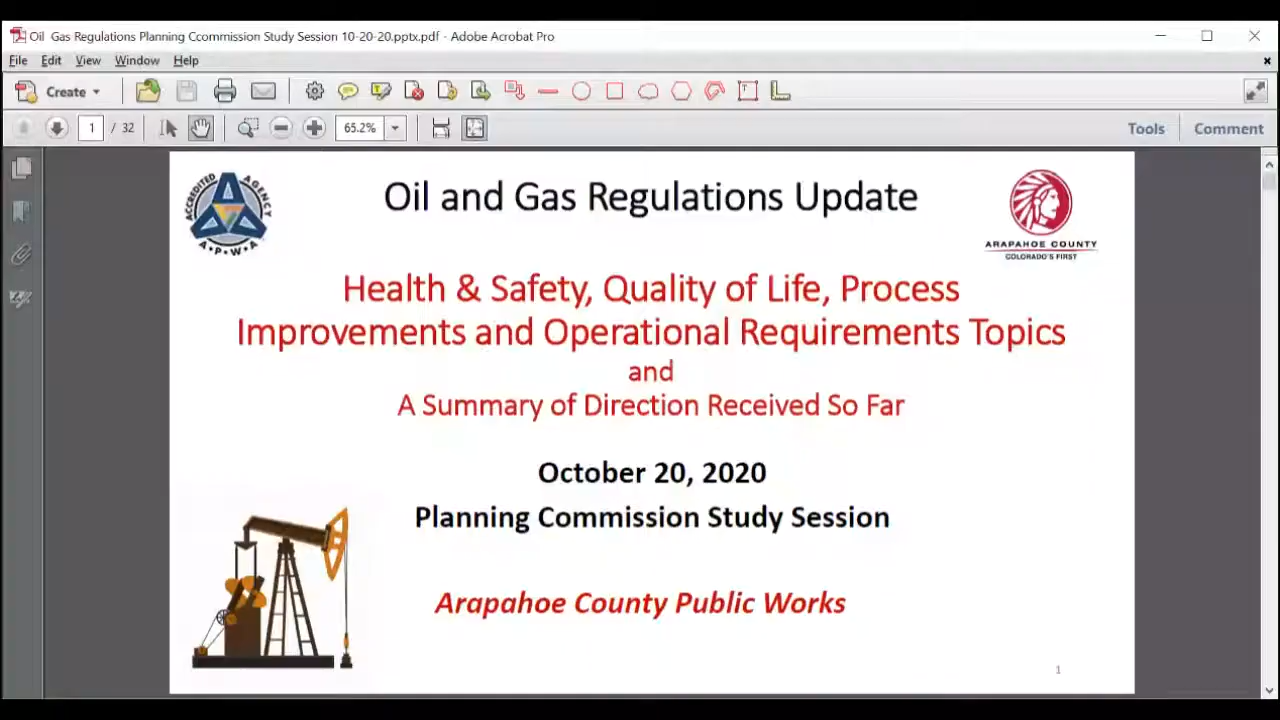 Oil  Gas Regulations Planning Ccommission Study Session 10-20-20.pptx.pdf - Adobe Acrobat Pro
File Edit View Window Help
Create
1 / 32 65.2% Tools Comment
ACCREDITED AGENCY
A•P•W•A
Oil and Gas Regulations Update
ARAPAHOE COUNTY
COLORADO'S FIRST
Health & Safety, Quality of Life, Process
Improvements and Operational Requirements Topics
and
A Summary of Direction Received So Far
October 20, 2020
Planning Commission Study Session
Arapahoe County Public Works
1